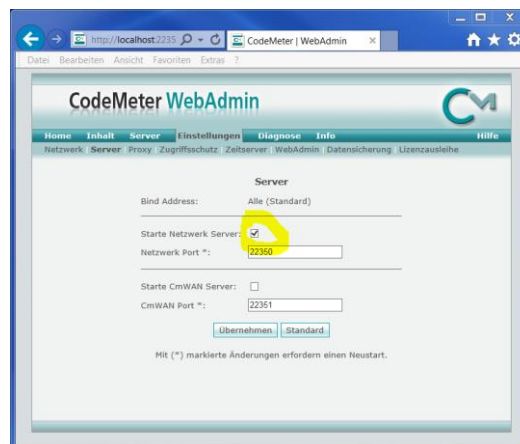 http://localhost:2235
CodeMeter | WebAdmin
Datei Bearbeiten Ansicht Favoriten Extras ?
CodeMeter WebAdmin
CM
Home Inhalt Server Einstellungen Diagnose Info Hilfe
Netzwerk Server Proxy Zugriffsschutz Zeitserver WebAdmin Datensicherung Lizenzausleihe
Server
Bind Address: Alle (Standard)
Starte Netzwerk Server:
Netzwerk Port *: 22350
Starte CmWAN Server:
CmWAN Port *: 22351
Übernehmen Standard
Mit (*) markierte Änderungen erfordern einen Neustart.